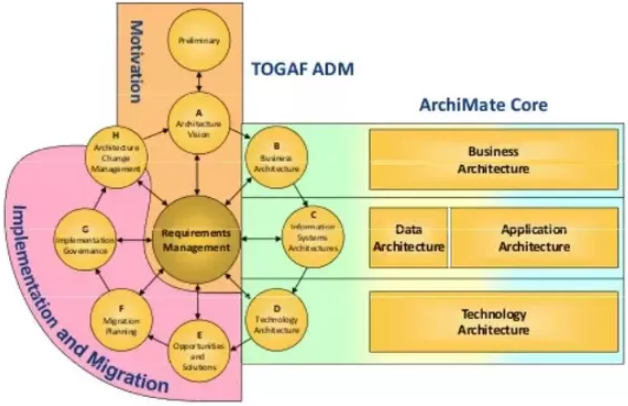 Motivation
Preliminary
TOGAF ADM
A
Architecture
Vision
ArchiMate Core
H
Architecture
Change
Management
B
Business
Architecture
Business
Architecture
G
Implementation
Governance
Requirements
Management
C
Information
Systems
Architectures
Data
Architecture
Application
Architecture
F
Migration
Planning
E
Opportunities
and
Solutions
D
Technology
Architecture
Technology
Architecture
Implementation and Migration